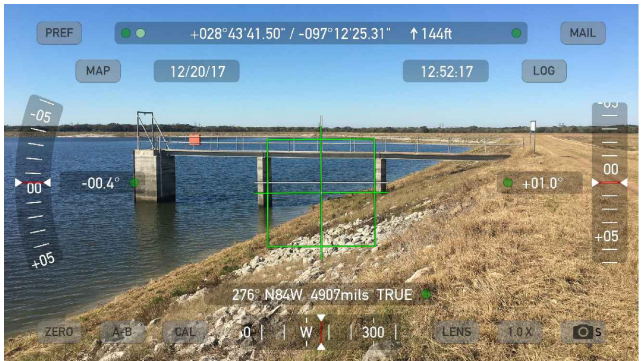 PREF +028°43'41.50" / -097°12'25.31" ↑144ft MAIL
MAP 12/20/17 12:52:17 LOG
-05 -05
00 -00.4° +01.0° 00
+05 +05
276° N84W 4907mils TRUE
ZERO A-B CAL W 300 LENS 1.0X S